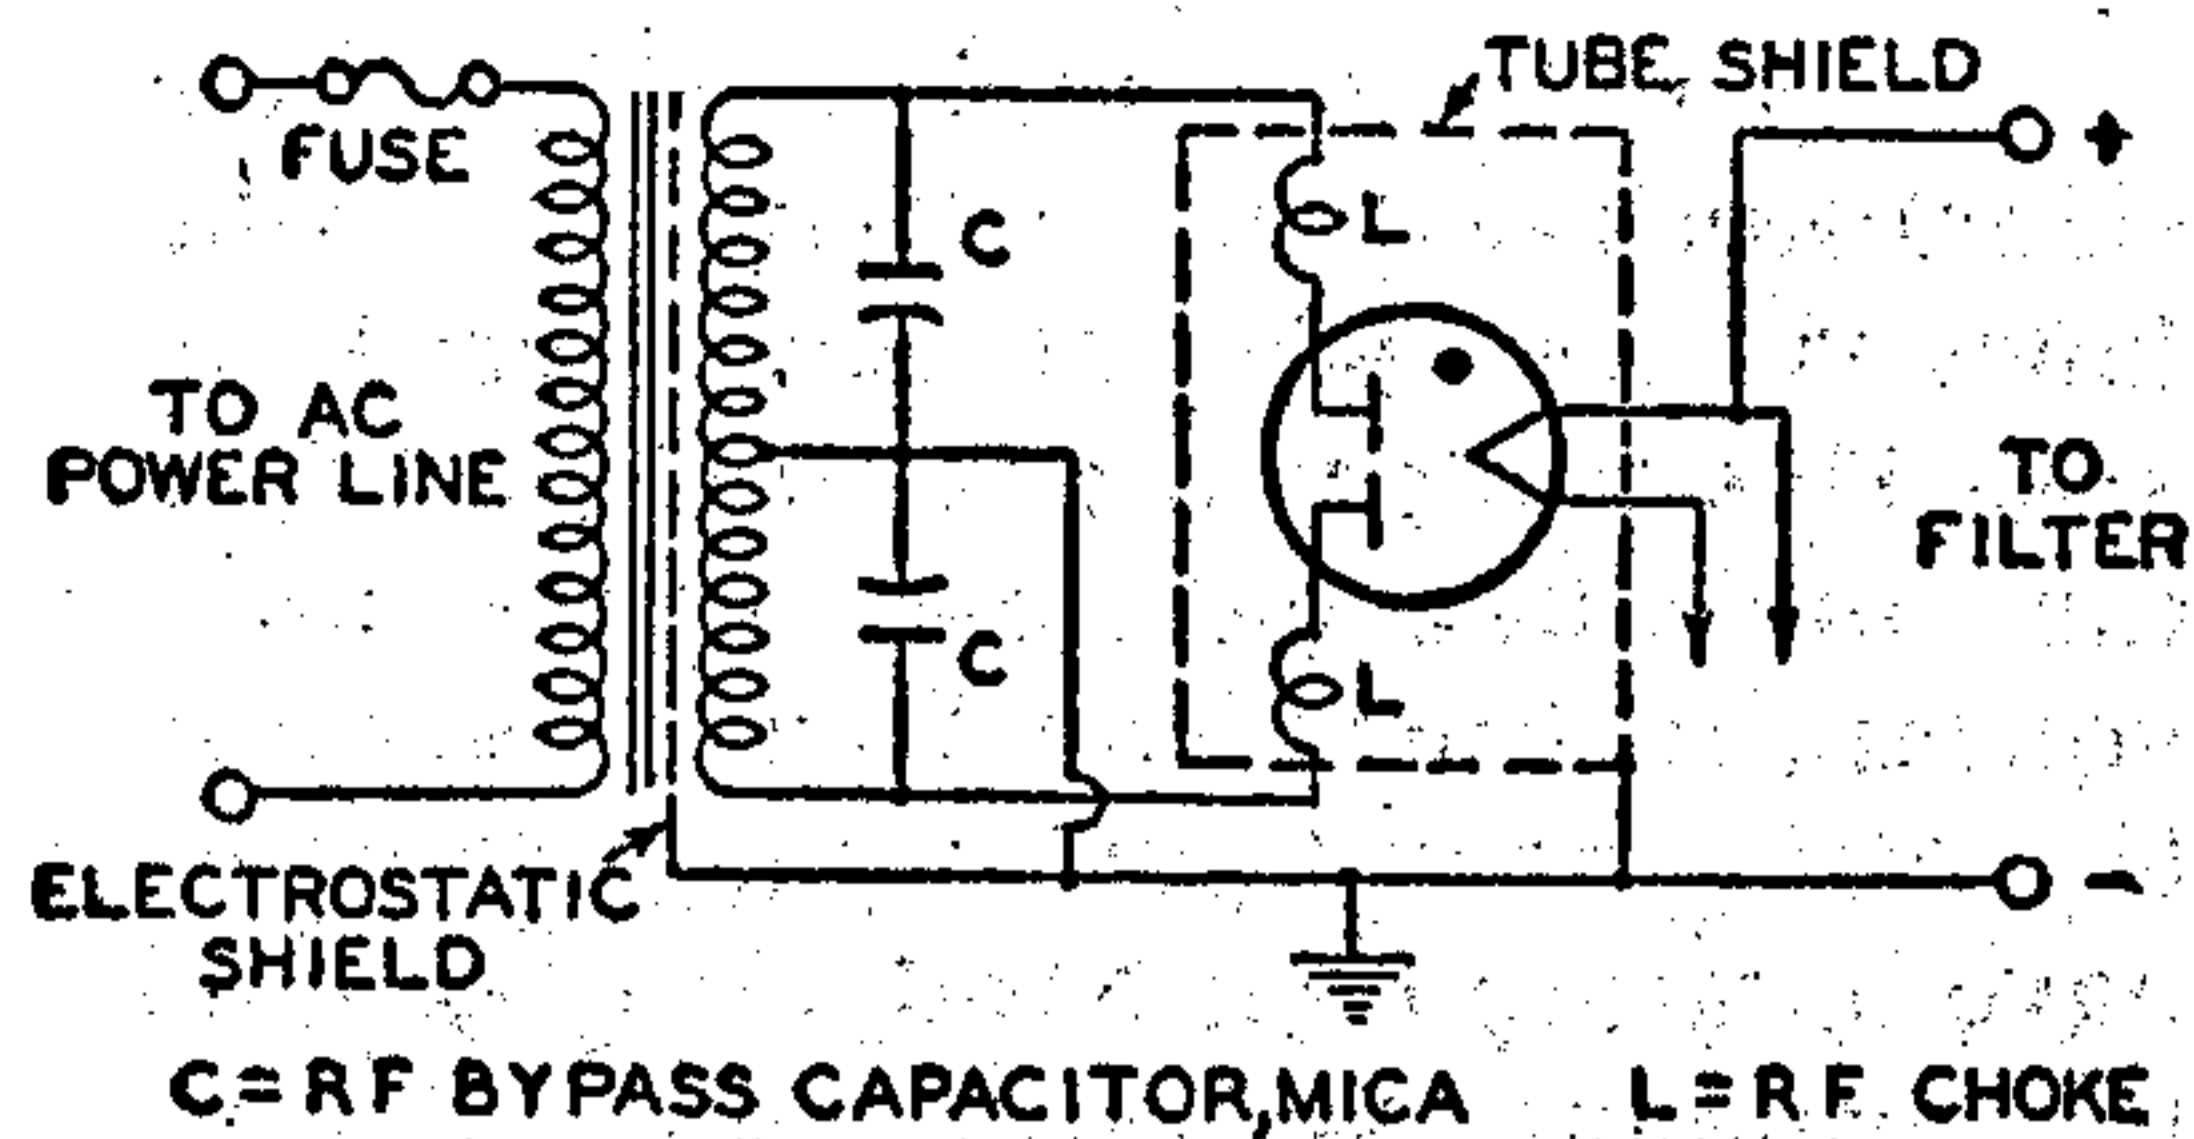 TUBE SHIELD
+
FUSE
C
L
TO AC
POWER LINE
TO
FILTER
C
L
ELECTROSTATIC
SHIELD
-
C = RF BYPASS CAPACITOR, MICA
L = RF CHOKE